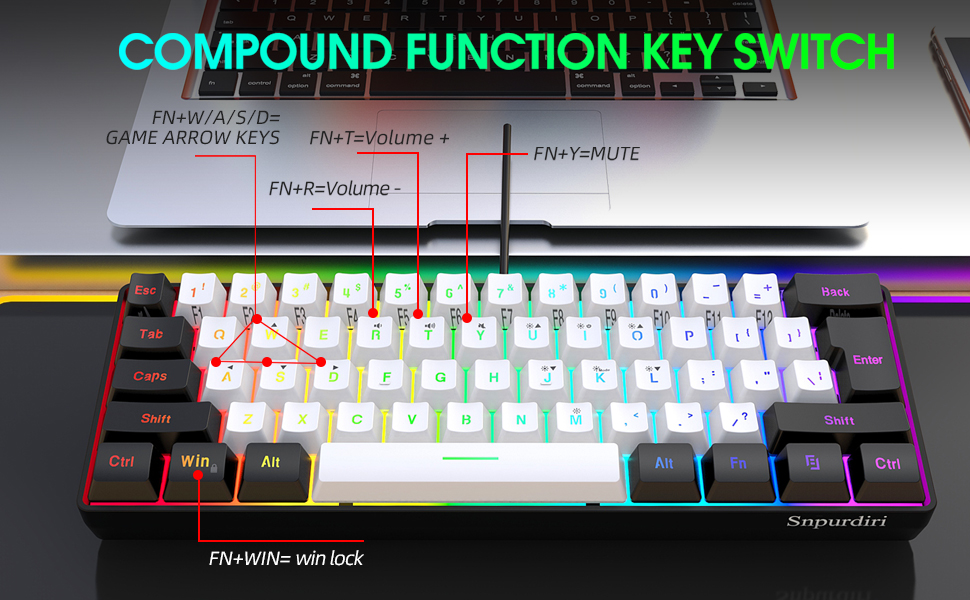 COMPOUND FUNCTION KEY SWITCH
FN+W/A/S/D=
GAME ARROW KEYS
FN+T=Volume +
FN+Y=MUTE
FN+R=Volume -
fn control option command command option
Esc 1! 2@ 3# 4$ 5% 6^ 7& 8* 9( 0) -_ =+ Back
F1 F2 F3 F4 F5 F6 F7 F8 F9 F10 F11 F12 Delete
Tab Q W E R T Y U I O P [{ ]}
Caps A S D F G H J K L ;: '" \| Enter
Shift Z X C V B N M ,< .> /? Shift
Ctrl Win Alt Alt Fn Ctrl
Snpurdiri
FN+WIN= win lock